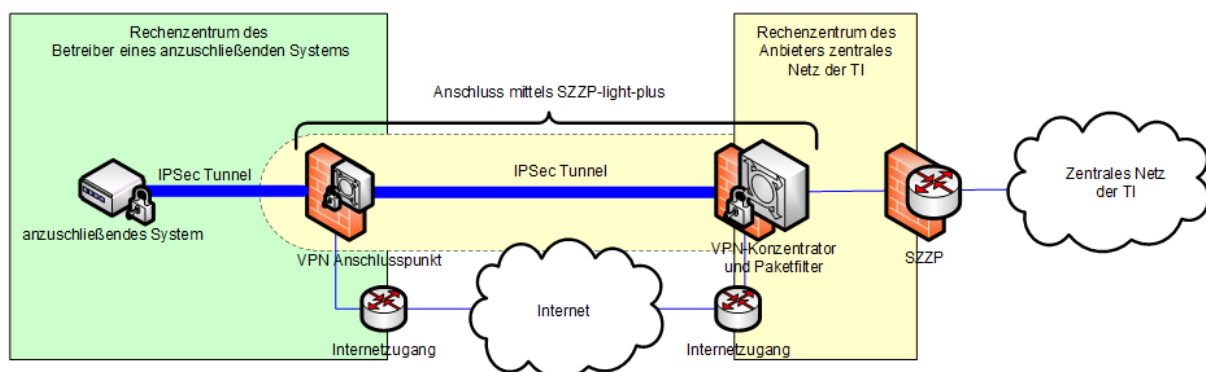 Rechenzentrum des
Betreiber eines anzuschließenden Systems
Rechenzentrum des
Anbieters zentrales
Netz der TI
Anschluss mittels SZZP-light-plus
IPSec Tunnel
IPSec Tunnel
Zentrales Netz
der TI
anzuschließendes System
VPN Anschlusspunkt
VPN-Konzentrator
und Paketfilter
SZZP
Internet
Internetzugang
Internetzugang